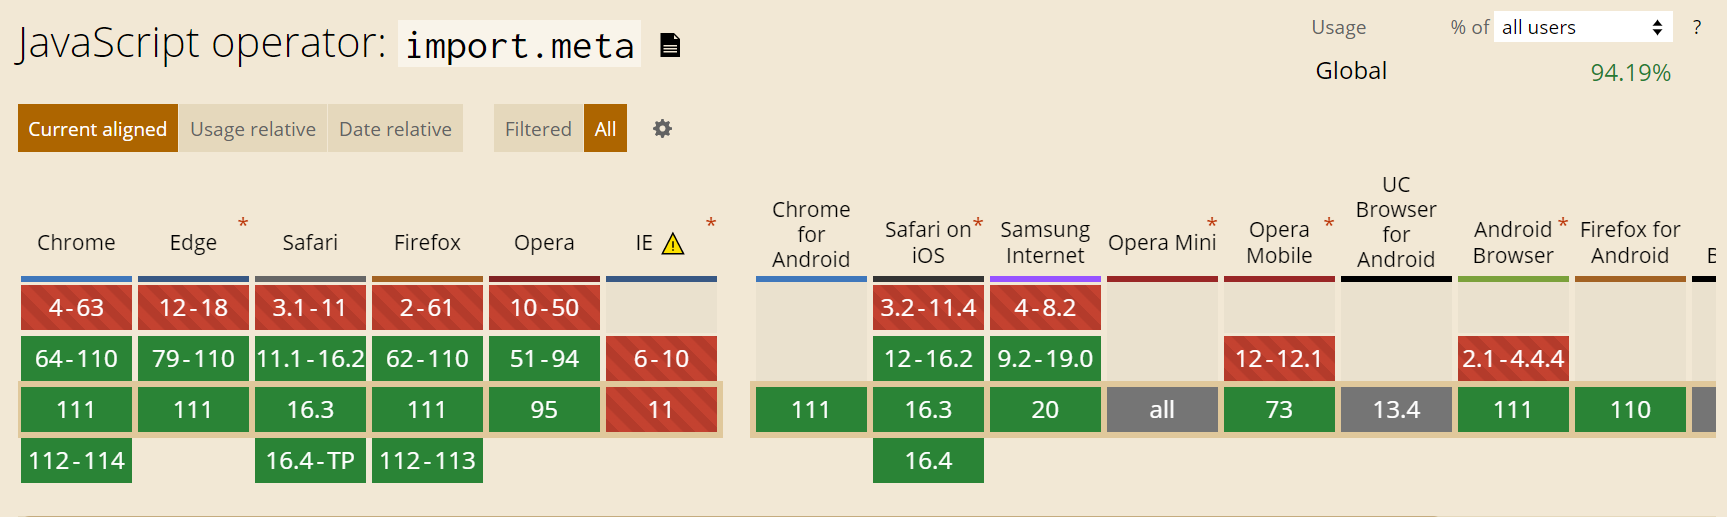 JavaScript operator: import.meta
Usage % of all users ?
Global 94.19%
Current aligned Usage relative Date relative Filtered All
Chrome
Edge *
Safari
Firefox
Opera
IE *
Chrome for Android
Safari on iOS *
Samsung Internet
Opera Mini *
Opera Mobile *
UC Browser for Android
Android Browser *
Firefox for Android
4-63 12-18 3.1-11 2-61 10-50 3.2-11.4 4-8.2
64-110 79-110 11.1-16.2 62-110 51-94 6-10 12-16.2 9.2-19.0 12-12.1 2.1-4.4.4
111 111 16.3 111 95 11 111 16.3 20 all 73 13.4 111 110
112-114 16.4-TP 112-113 16.4